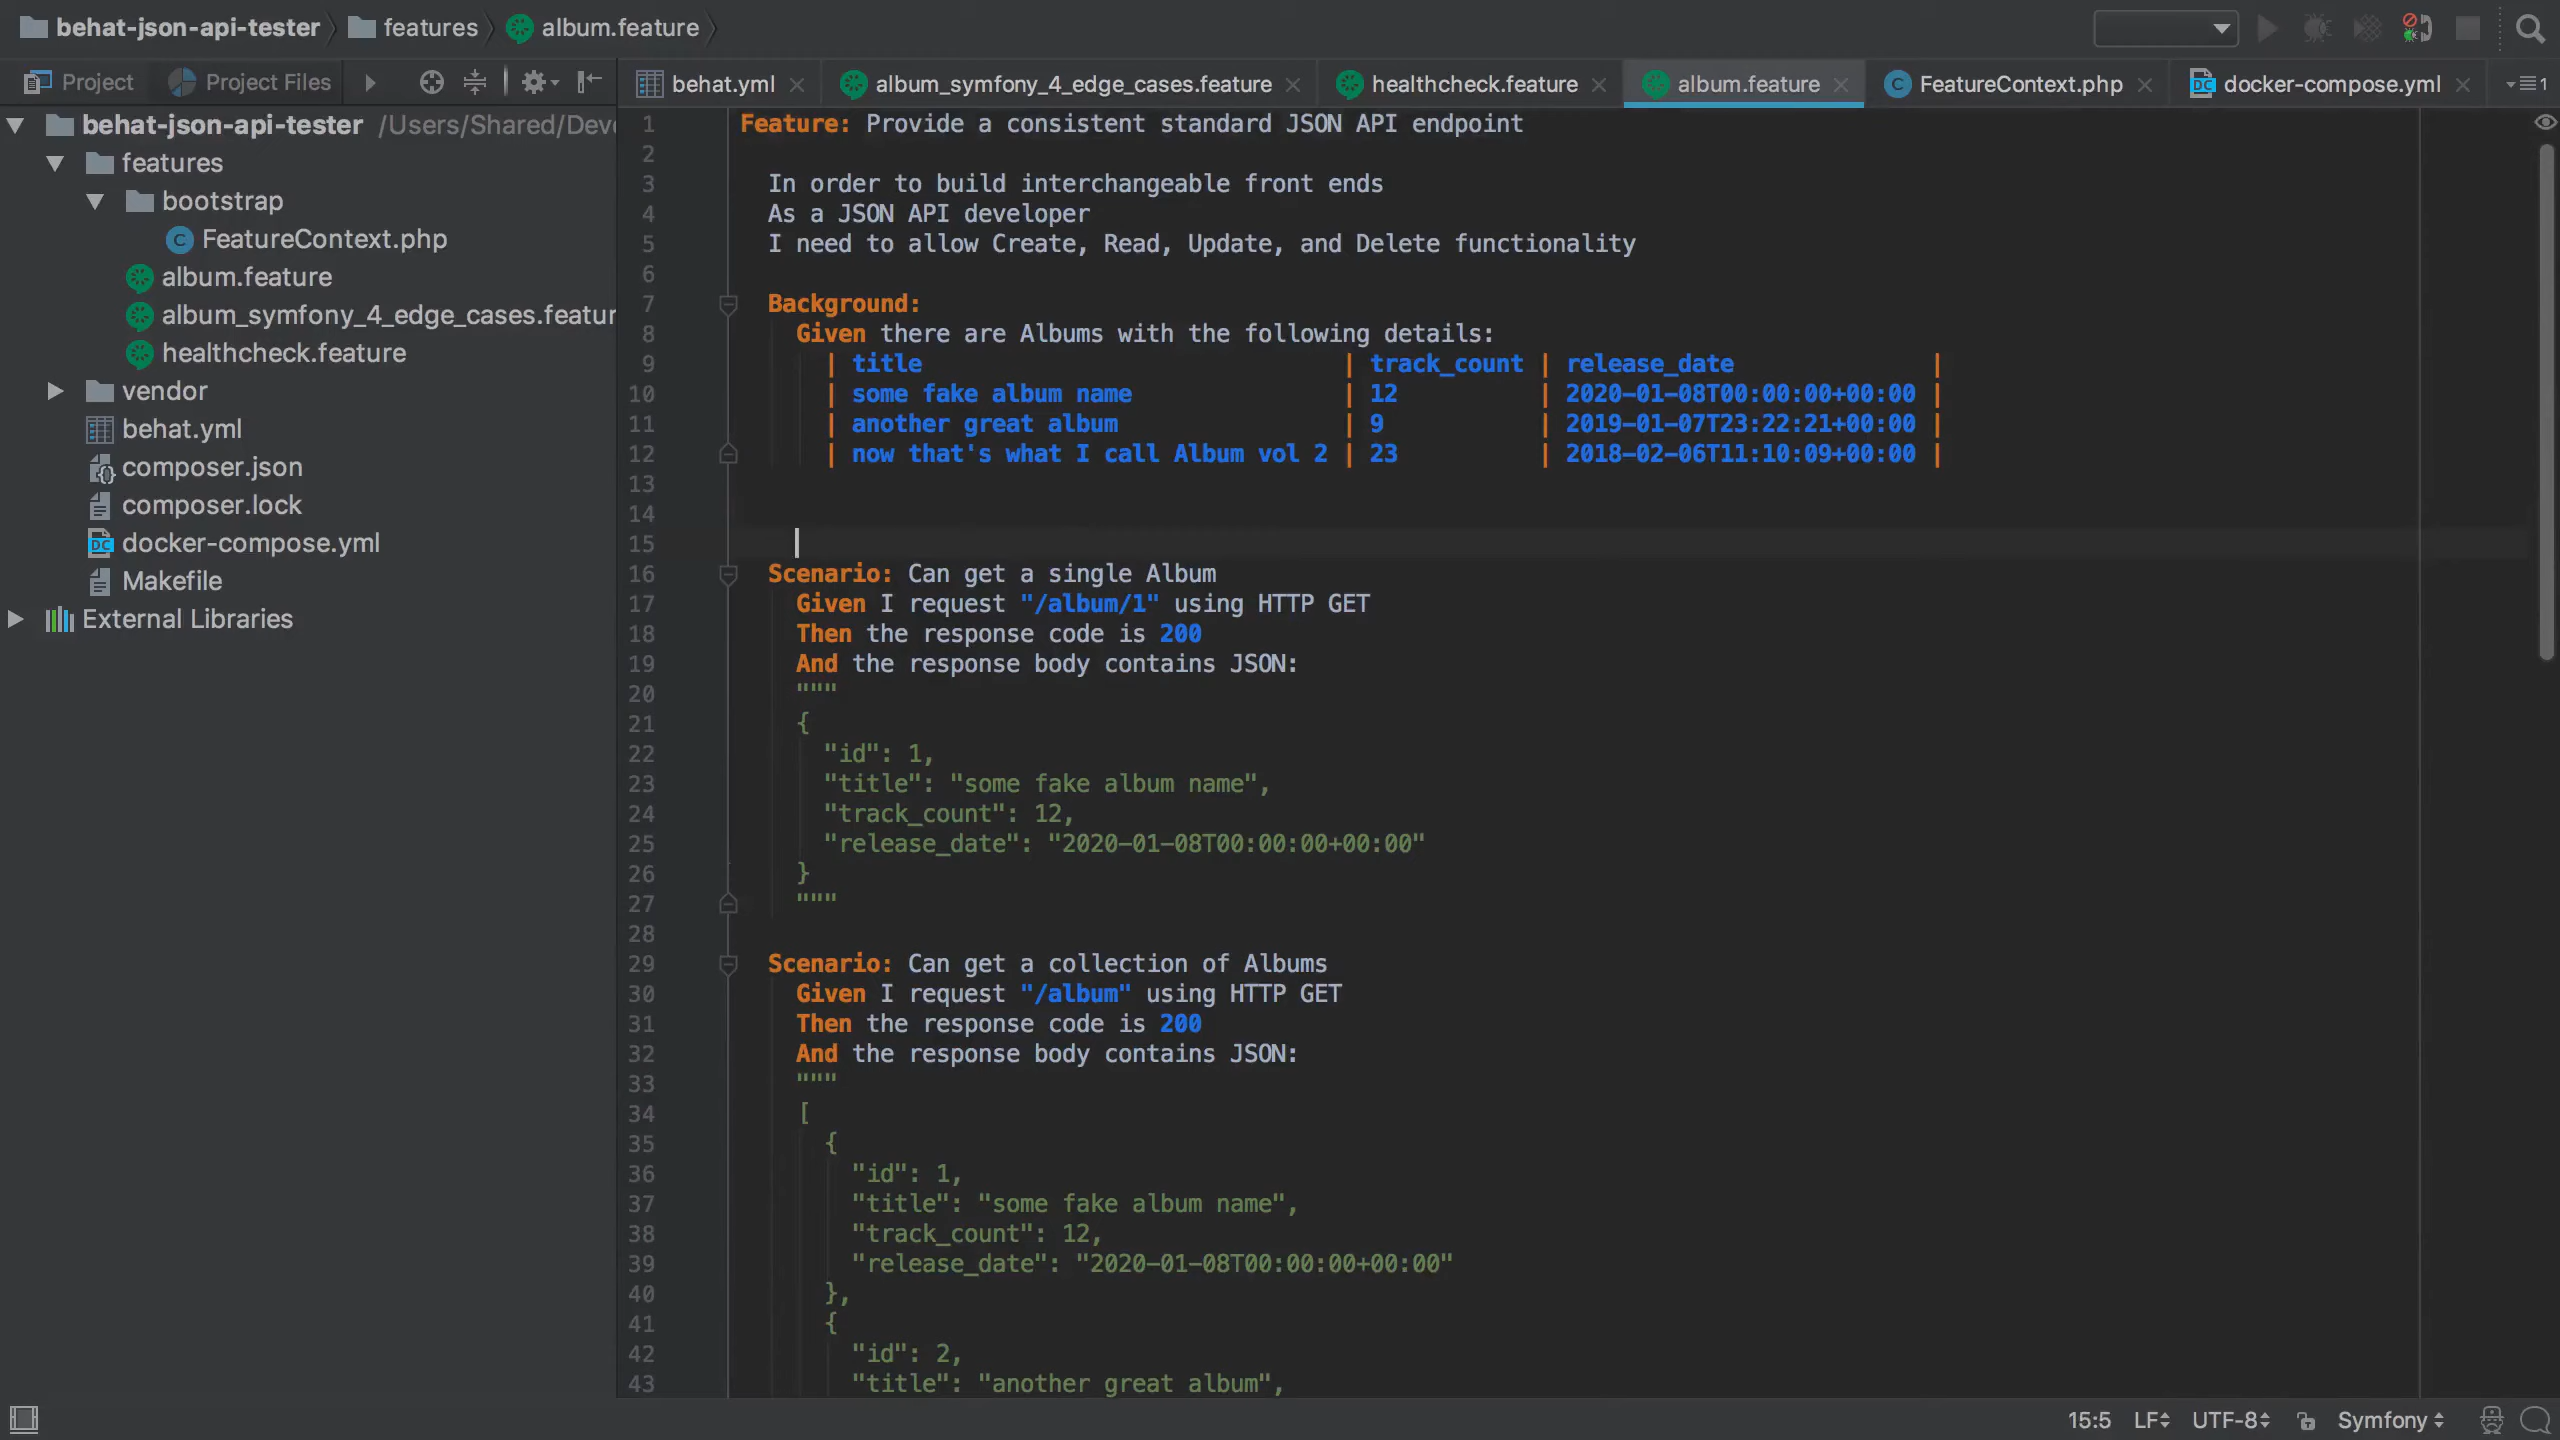 behat-json-api-tester features album.feature
Project Project Files
behat-json-api-tester /Users/Shared/Deve
features
bootstrap
FeatureContext.php
album.feature
album_symfony_4_edge_cases.featur
healthcheck.feature
vendor
behat.yml
composer.json
composer.lock
docker-compose.yml
Makefile
External Libraries
behat.yml album_symfony_4_edge_cases.feature healthcheck.feature album.feature FeatureContext.php docker-compose.yml 1
1 Feature: Provide a consistent standard JSON API endpoint
2
3 In order to build interchangeable front ends
4 As a JSON API developer
5 I need to allow Create, Read, Update, and Delete functionality
6
7 Background:
8 Given there are Albums with the following details:
9 | title | track_count | release_date |
10 | some fake album name | 12 | 2020-01-08T00:00:00+00:00 |
11 | another great album | 9 | 2019-01-07T23:22:21+00:00 |
12 | now that's what I call Album vol 2 | 23 | 2018-02-06T11:10:09+00:00 |
13
14
15
16 Scenario: Can get a single Album
17 Given I request "/album/1" using HTTP GET
18 Then the response code is 200
19 And the response body contains JSON:
20 """
21 {
22 "id": 1,
23 "title": "some fake album name",
24 "track_count": 12,
25 "release_date": "2020-01-08T00:00:00+00:00"
26 }
27 """
28
29 Scenario: Can get a collection of Albums
30 Given I request "/album" using HTTP GET
31 Then the response code is 200
32 And the response body contains JSON:
33 """
34 [
35 {
36 "id": 1,
37 "title": "some fake album name",
38 "track_count": 12,
39 "release_date": "2020-01-08T00:00:00+00:00"
40 },
41 {
42 "id": 2,
43 "title": "another great album",
15:5 LF UTF-8 Symfony